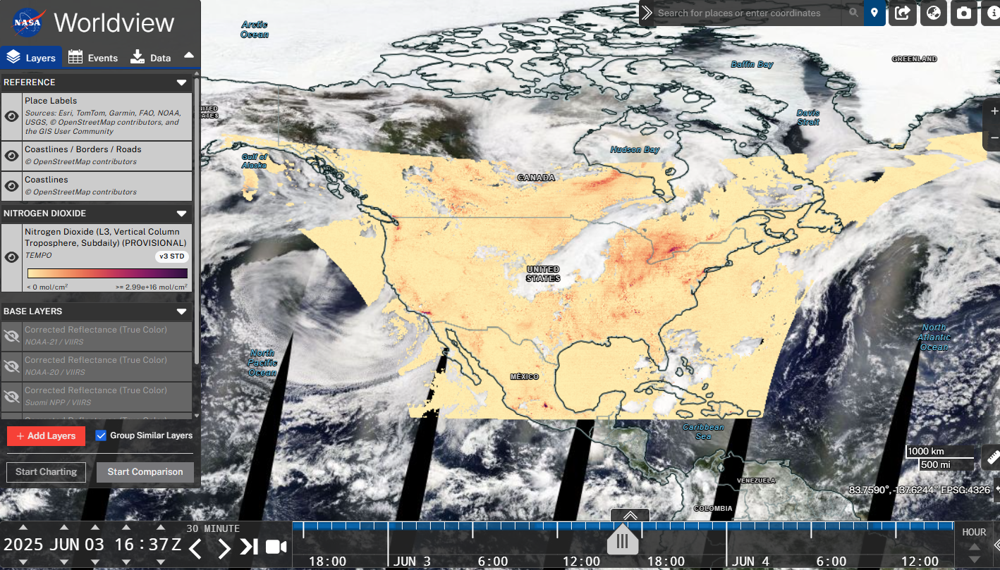 NASA
Worldview
Layers
Events
Data
REFERENCE
Place Labels
Sources: Esri, TomTom, Garmin, FAO, NOAA,
USGS, © OpenStreetMap contributors, and
the GIS User Community
Coastlines / Borders / Roads
© OpenStreetMap contributors
Coastlines
© OpenStreetMap contributors
NITROGEN DIOXIDE
Nitrogen Dioxide (L3, Vertical Column
Troposphere, Subdaily) (PROVISIONAL)
TEMPO
v3 STD
< 0 mol/cm²
>= 2.99e+16 mol/cm²
BASE LAYERS
Corrected Reflectance (True Color)
NOAA-21 / VIIRS
Corrected Reflectance (True Color)
NOAA-20 / VIIRS
Corrected Reflectance (True Color)
Suomi NPP / VIIRS
+ Add Layers
Group Similar Layers
Start Charting
Start Comparison
Search for places or enter coordinates
Arctic
Ocean
Baffin Bay
GREENLAND
Davis
Strait
Hudson Bay
Gulf of
Alaska
CANADA
UNITED
STATES
North
Pacific
Ocean
North
Atlantic
Ocean
MÉXICO
Caribbean
Sea
VENEZUELA
COLOMBIA
+
−
1000 km
500 mi
83.7590°, -137.6244° EPSG:4326
30 MINUTE
2025 JUN 03 16 : 37 Z
18:00
JUN 3
6:00
12:00
18:00
JUN 4
6:00
12:00
HOUR